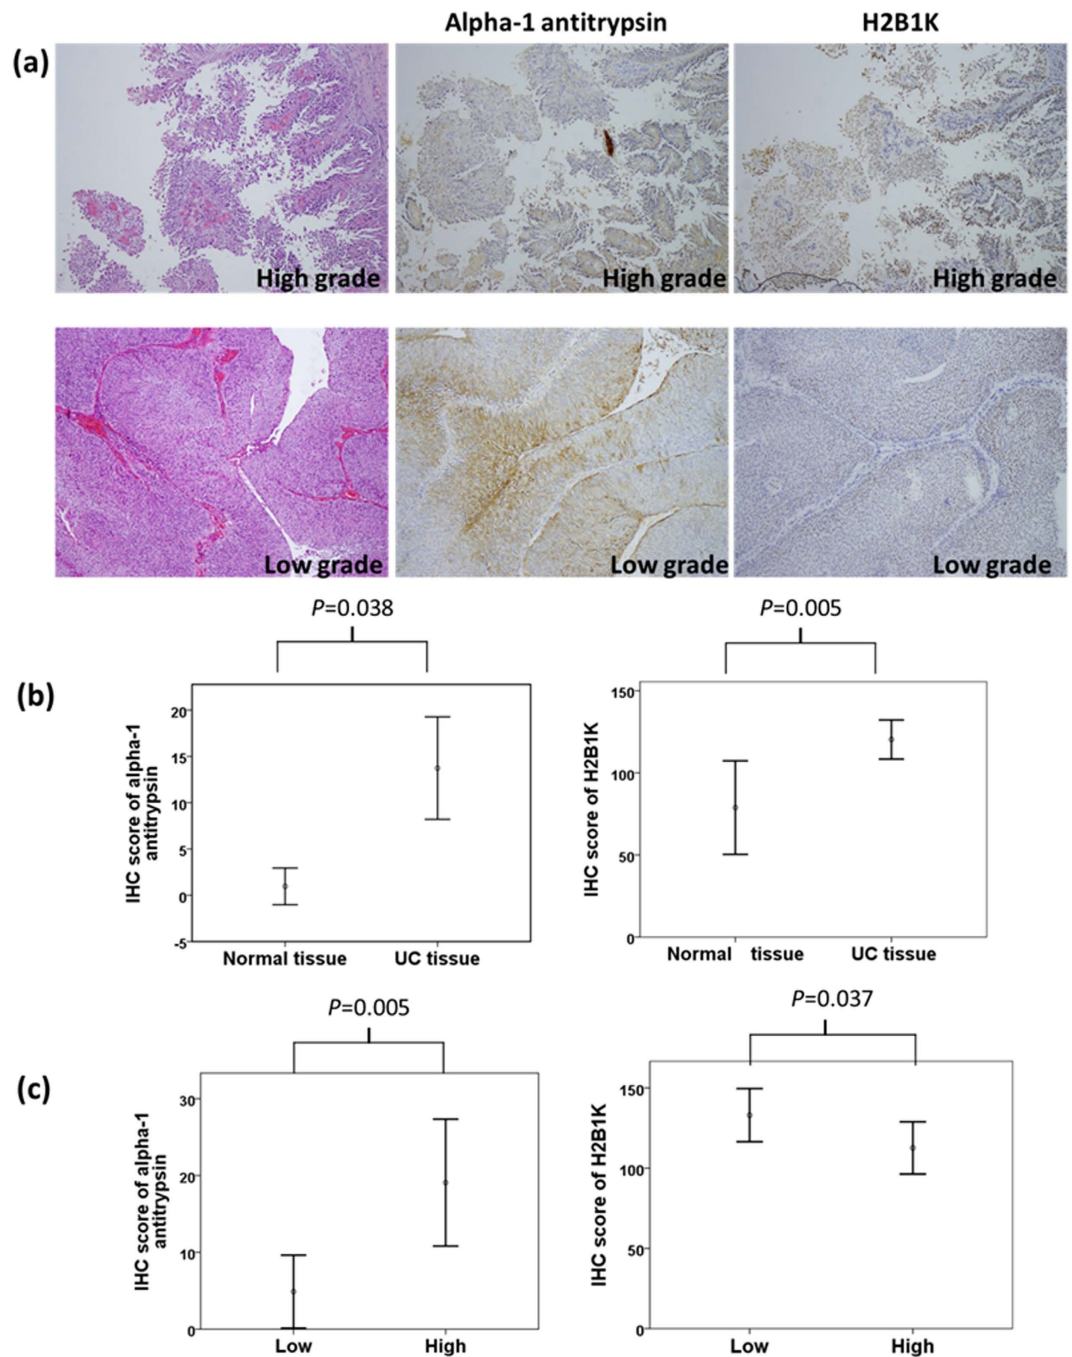 Alpha-1 antitrypsin H2B1K
(a)
High grade High grade High grade
Low grade Low grade Low grade
P=0.038 P=0.005
(b)
IHC score of alpha-1
antitrypsin
20
15
10
5
0
-5
Normal tissue UC tissue
IHC score of H2B1K
150
100
50
0
Normal tissue UC tissue
P=0.005 P=0.037
(c)
IHC score of alpha-1
antitrypsin
30
20
10
0
Low High
IHC score of H2B1K
150
100
50
0
Low High